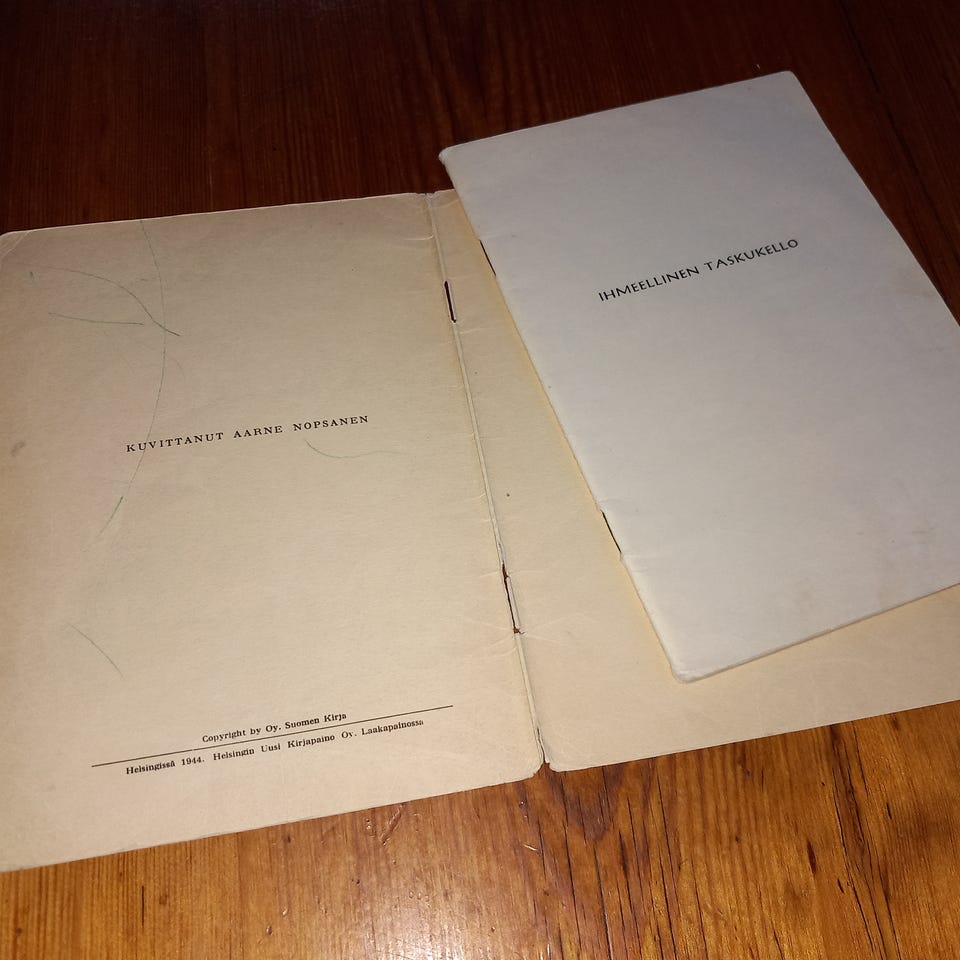 KUVITTANUT AARNE NOPSANEN
Copyright by Oy. Suomen Kirja
Helsingissä 1944. Helsingin Uusi Kirjapaino Oy. Laakapainossa
IHMEELLINEN TASKUKELLO